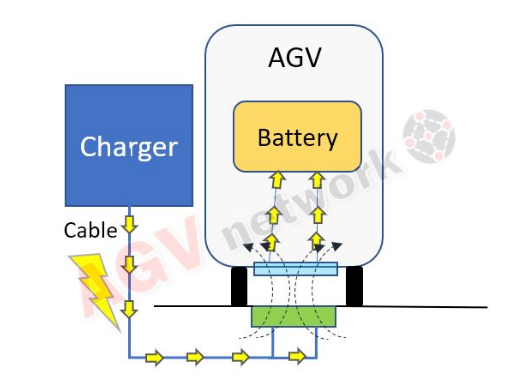 AGV
Battery
Charger
Cable
AGV network